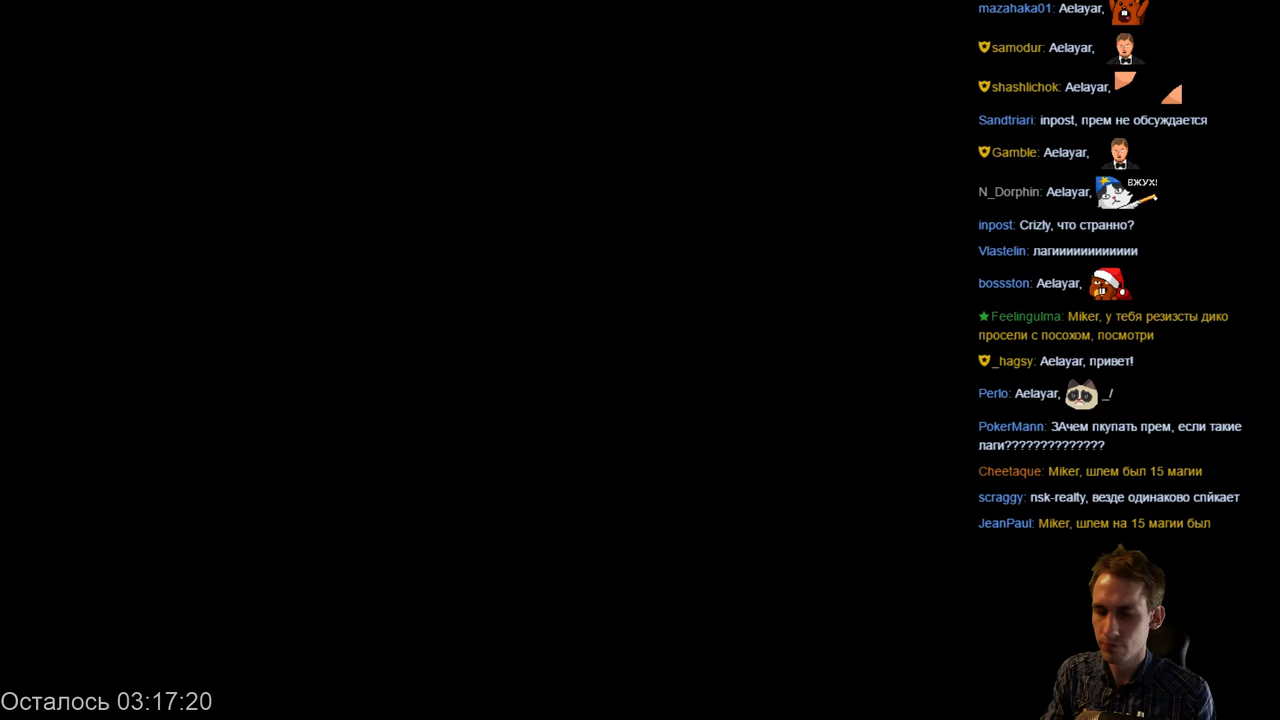 mazahaka01: Aelayar,
samodur: Aelayar,
shashlichok: Aelayar,
Sandtriari: inpost, прем не обсуждается
Gamble: Aelayar,
N_Dorphin: Aelayar, ВЖУХ!
inpost: Crizly, что странно?
Vlastelin: лагиииииииииииии
bossston: Aelayar,
Feelingulma: Miker, у тебя резизсты дико
просели с посохом, посмотри
_hagsy: Aelayar, привет!
Perlo: Aelayar, _/
PokerMann: ЗАчем пкупать прем, если такие
лаги??????????????
Cheetaque: Miker, шлем был 15 магии
scraggy: nsk-realty, везде одинаково спйкает
JeanPaul: Miker, шлем на 15 магии был
Осталось 03:17:20